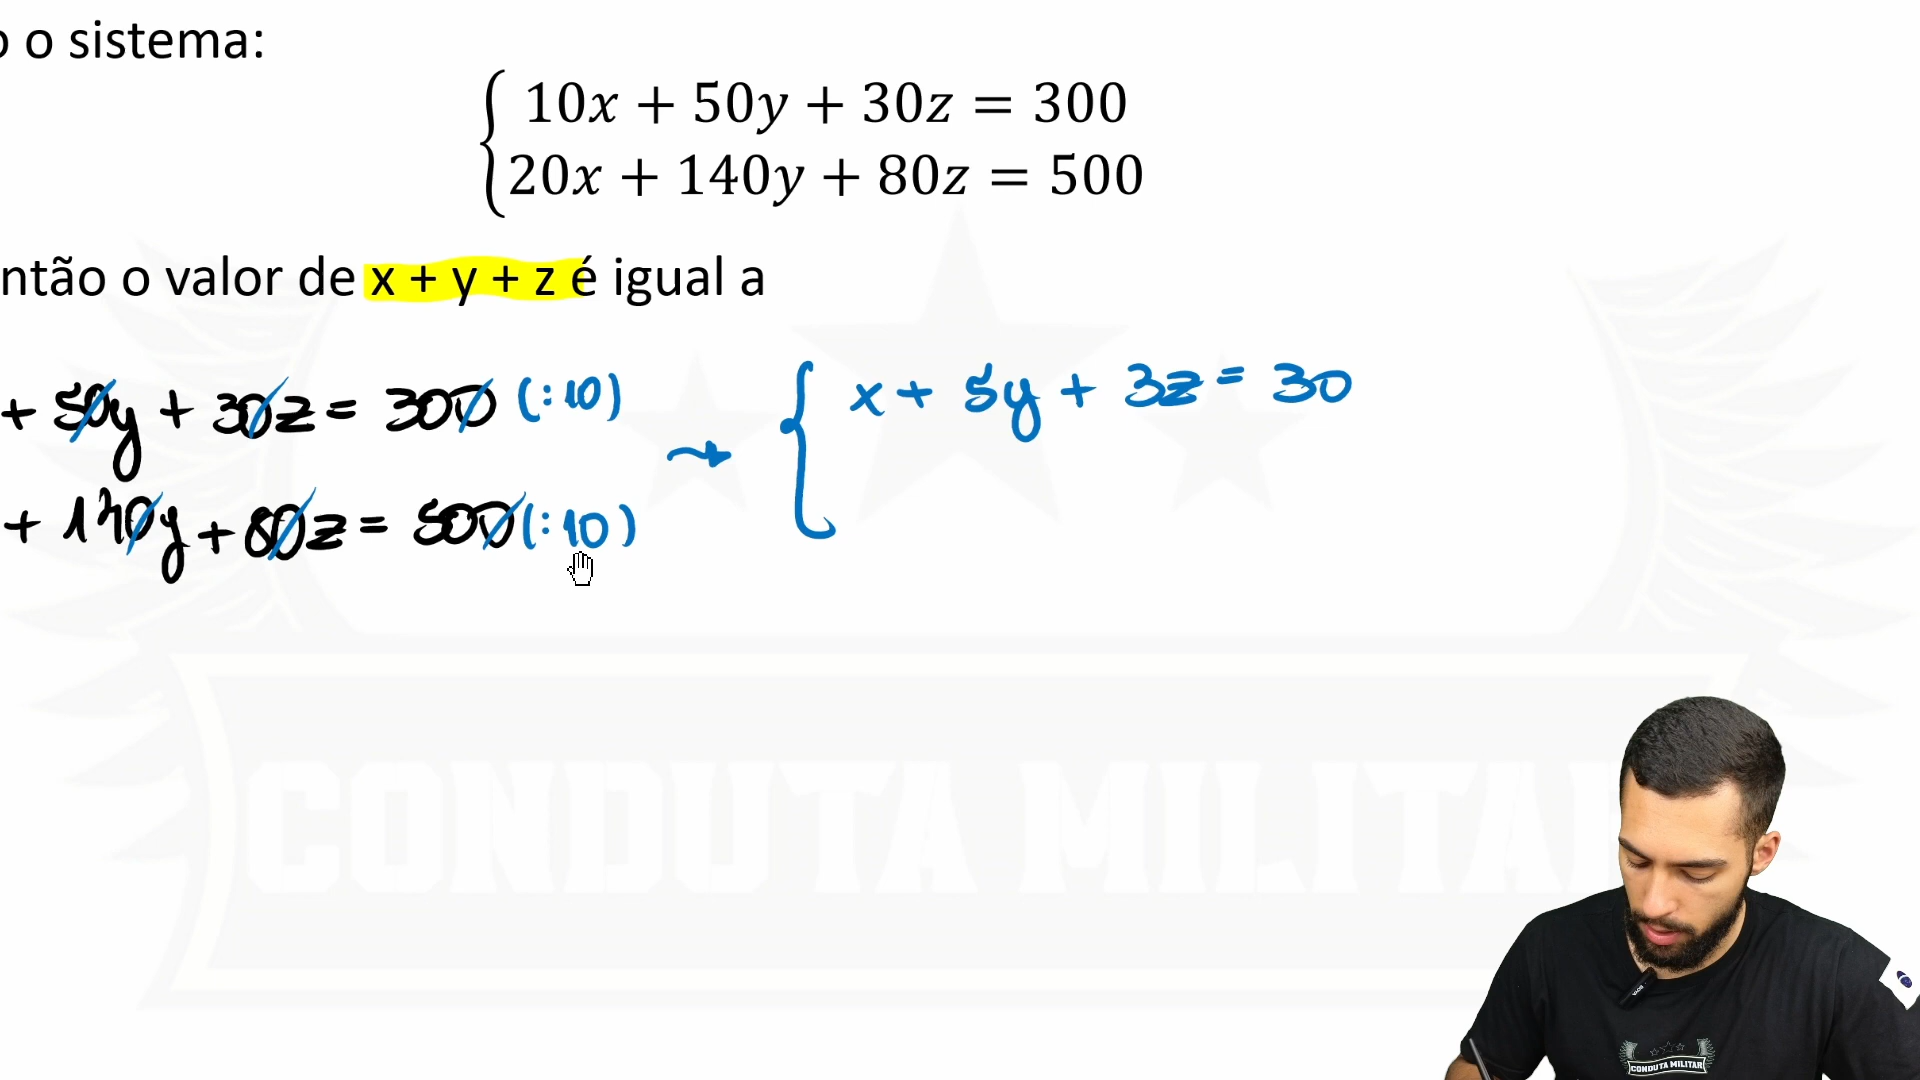 o sistema:
10x + 50y + 30z = 300
20x + 140y + 80z = 500
ntão o valor de x + y + z é igual a
+ 50y + 30z = 300 (:10)
x + 5y + 3z = 30
+ 140y + 80z = 500 (:10)
CONDUTA MILITAR
CONDUTA MILITAR